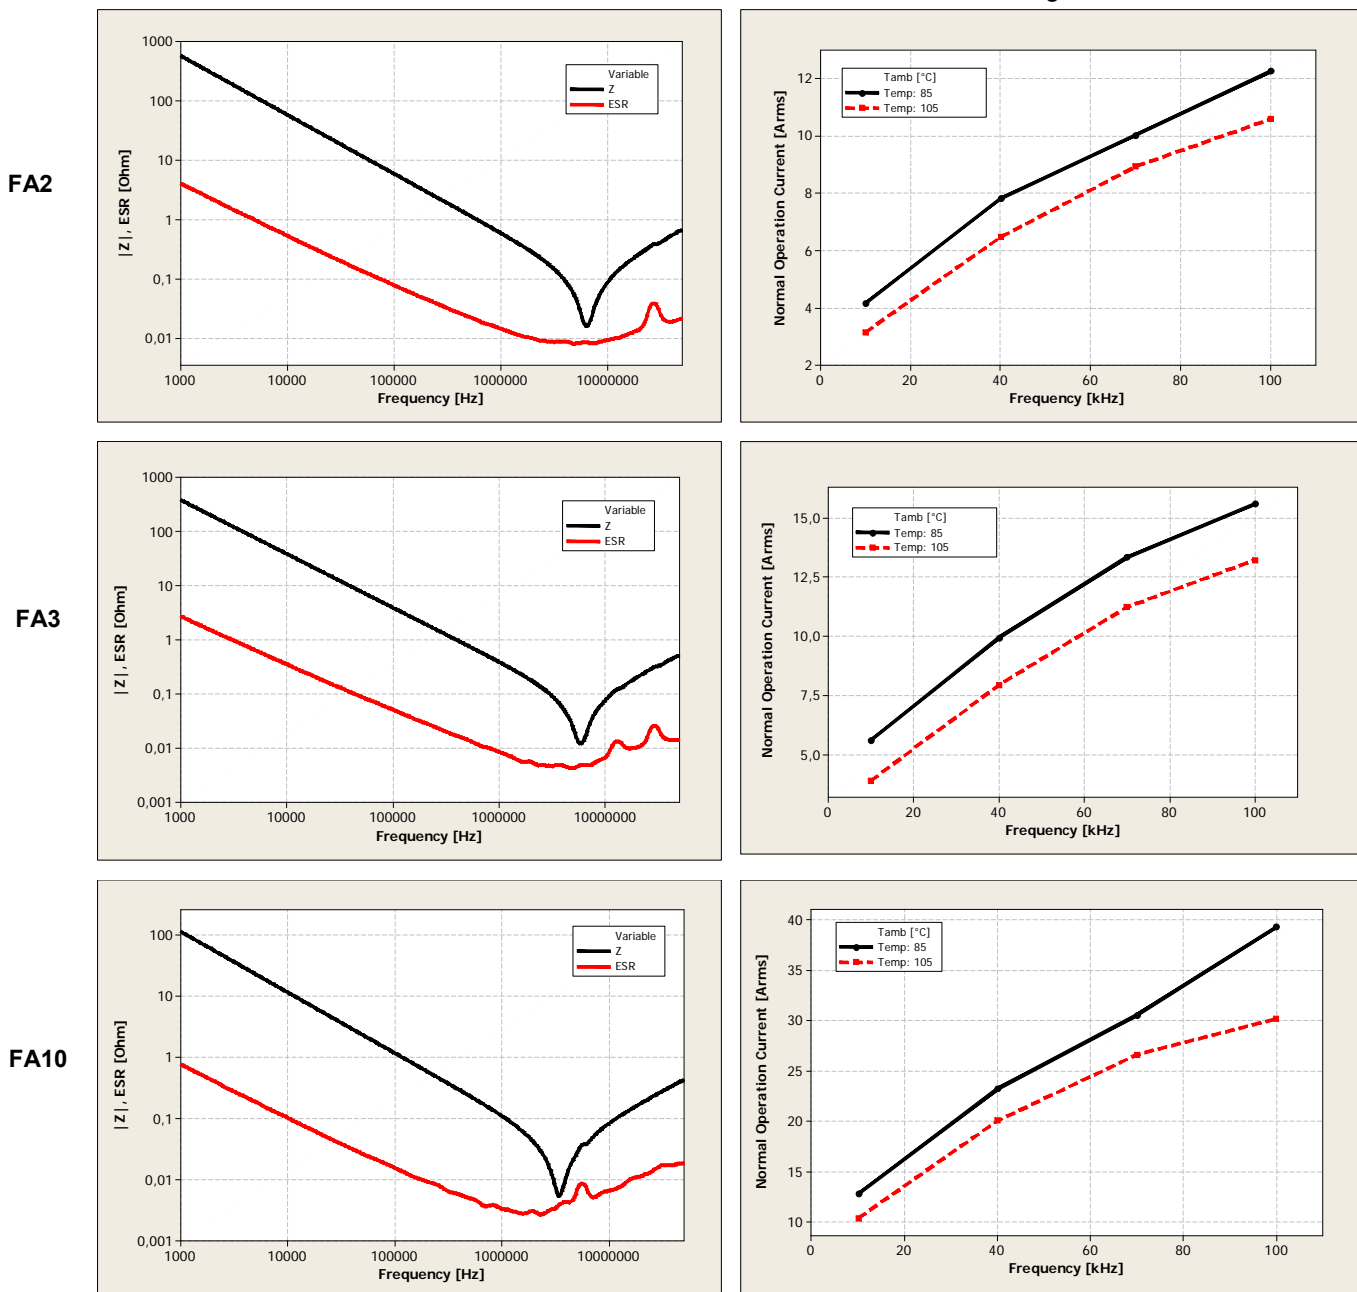 FA2
|Z|, ESR [Ohm]
1000
100
10
1
0,1
0,01
1000
10000
100000
1000000
10000000
Frequency [Hz]
Variable
Z
ESR
Normal Operation Current [Arms]
12
10
8
6
4
2
0
20
40
60
80
100
Frequency [kHz]
Tamb [°C]
Temp: 85
Temp: 105
FA3
|Z|, ESR [Ohm]
1000
100
10
1
0,1
0,01
0,001
1000
10000
100000
1000000
10000000
Frequency [Hz]
Variable
Z
ESR
Normal Operation Current [Arms]
15,0
12,5
10,0
7,5
5,0
0
20
40
60
80
100
Frequency [kHz]
Tamb [°C]
Temp: 85
Temp: 105
FA10
|Z|, ESR [Ohm]
100
10
1
0,1
0,01
0,001
1000
10000
100000
1000000
10000000
Frequency [Hz]
Variable
Z
ESR
Normal Operation Current [Arms]
40
35
30
25
20
15
10
0
20
40
60
80
100
Frequency [kHz]
Tamb [°C]
Temp: 85
Temp: 105